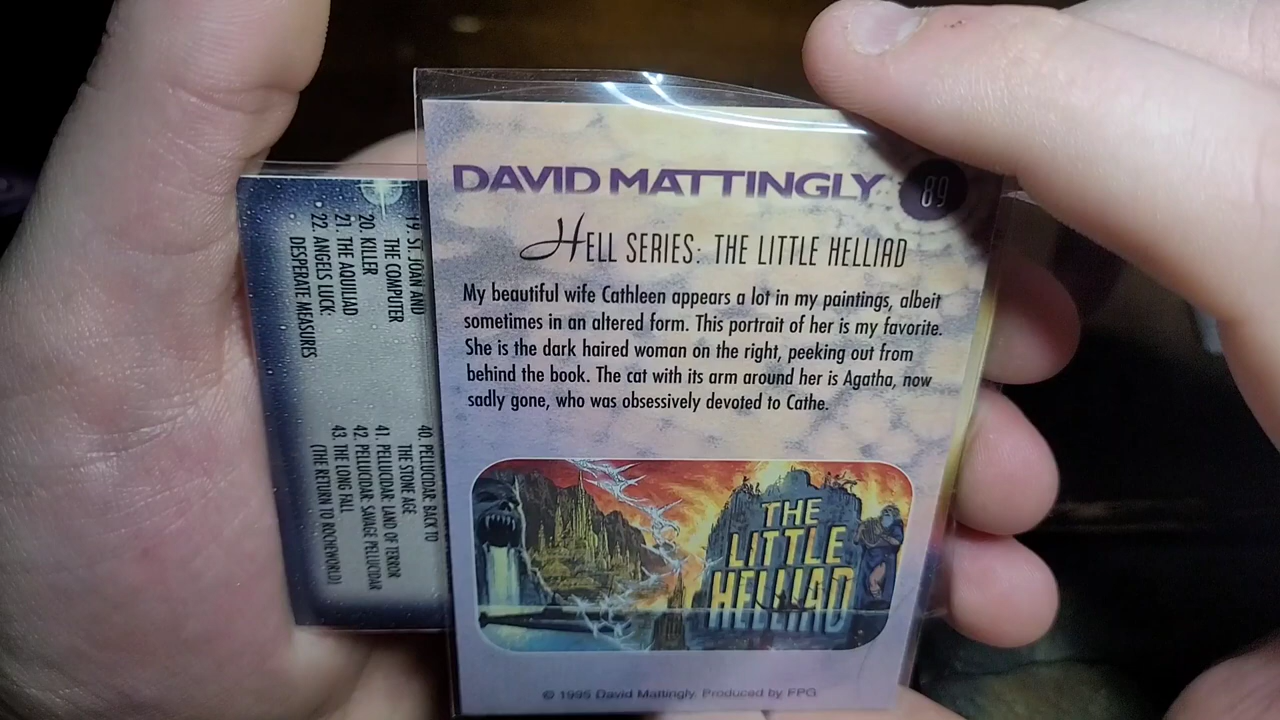 DAVID MATTINGLY 89
HELL SERIES: THE LITTLE HELLIAD
My beautiful wife Cathleen appears a lot in my paintings, albeit
sometimes in an altered form. This portrait of her is my favorite.
She is the dark haired woman on the right, peeking out from
behind the book. The cat with its arm around her is Agatha, now
sadly gone, who was obsessively devoted to Cathe.
THE
LITTLE
HELLIAD
© 1995 David Mattingly. Produced by FPG
19. ST. JOAN AND
THE COMPUTER
20. KILLER
21. THE AQUILIAD
22. ANGELS LUCK:
DESPERATE MEASURES
40. PELLUCIDAR: BACK TO
THE STONE AGE
41. PELLUCIDAR: LAND OF TERROR
42. PELLUCIDAR: SAVAGE PELLUCIDAR
43. THE LONG FALL
(THE RETURN TO ROCHEWORLD)